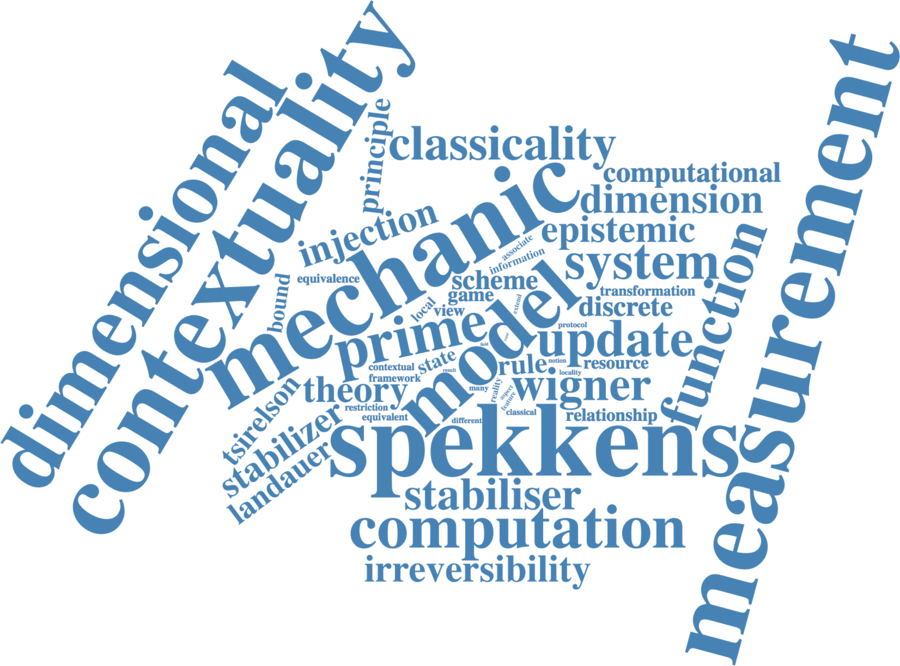 dimensional
contextuality
measurement
principle
classicality
computational
dimension
injection
mechanic
epistemic
associate
information
equivalence
scheme
system
function
bound
game
transformation
local
view
extend
discrete
prime
model
protocol
update
state
contextual
framework
result
rule
notion
resource
locality
theory
many
reality
aspect
feature
wigner
tsirelson
restriction
equivalent
classical
relationship
stabilizer
different
spekkens
landauer
stabiliser
computation
irreversibility